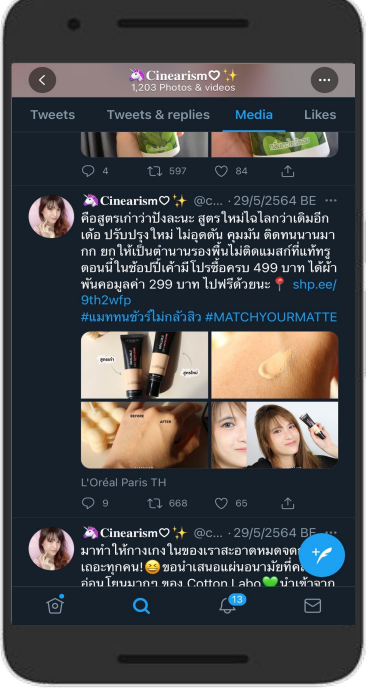 🦄 Cinearism♡ ✨
1,203 Photos & videos
Tweets Tweets & replies Media Likes
4 597 84
🦄 Cinearism♡ ✨ @c... · 29/5/2564 BE ···
คือสูตรเก่าว่าปังละนะ สูตรใหม่ไฉไลกว่าเดิมอีก
เด้อ ปรับปรุงใหม่ ไม่อุดตัน คุมมัน ติดทนนานมา
กก ยกให้เป็นตำนานรองพื้นไม่ติดแมสก์ที่แท้ทรู
ตอนนี้ในช้อปปี้เค้ามีโปรซื้อครบ 499 บาท ได้ผ้า
พันคอมูลค่า 299 บาท ไปฟรีด้วยนะ 📍 shp.ee/
9th2wfp
#แมททนชัวร์ไม่กลัวสิว #MATCHYOURMATTE
สูตรเก่า
สูตรใหม่
BEFORE
AFTER
L'Oréal Paris TH
9 668 65
🦄 Cinearism♡ ✨ @c... · 29/5/2564 BE ···
มาทำให้กางเกงในของเราสะอาดหมดจด
เถอะทุกคน! 😆 ขอนำเสนอแผ่นอนามัยที่
อ่อนโยนมากๆ ของ Cotton Labo 💚 นำเข้าจาก
13